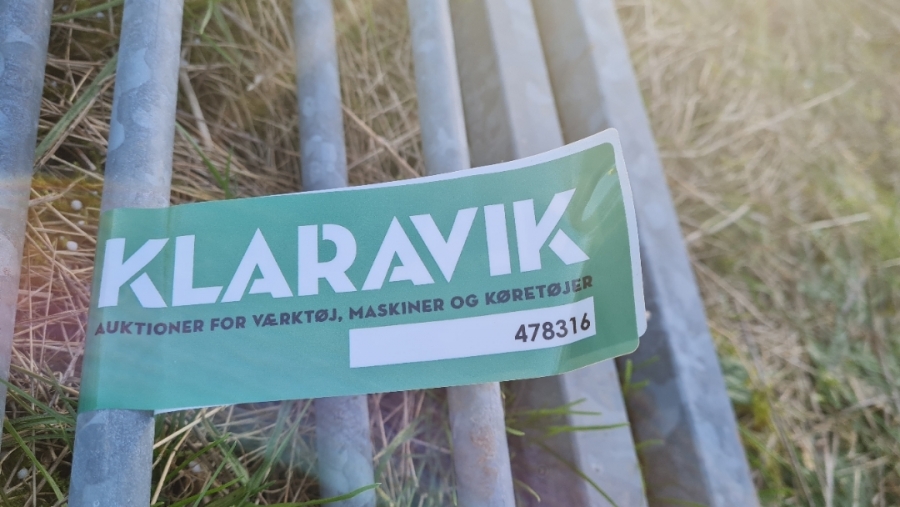 KLARAVIK
AUKTIONER FOR VÆRKTØJ, MASKINER OG KØRETØJER
478316